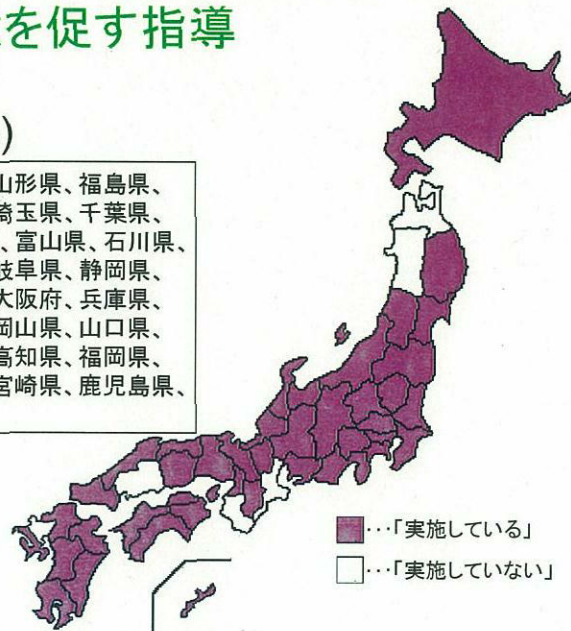 を促す指導
)
山形県、福島県、
埼玉県、千葉県、
、富山県、石川県、
岐阜県、静岡県、
大阪府、兵庫県、
岡山県、山口県、
高知県、福岡県、
宮崎県、鹿児島県、
…「実施している」
…「実施していない」